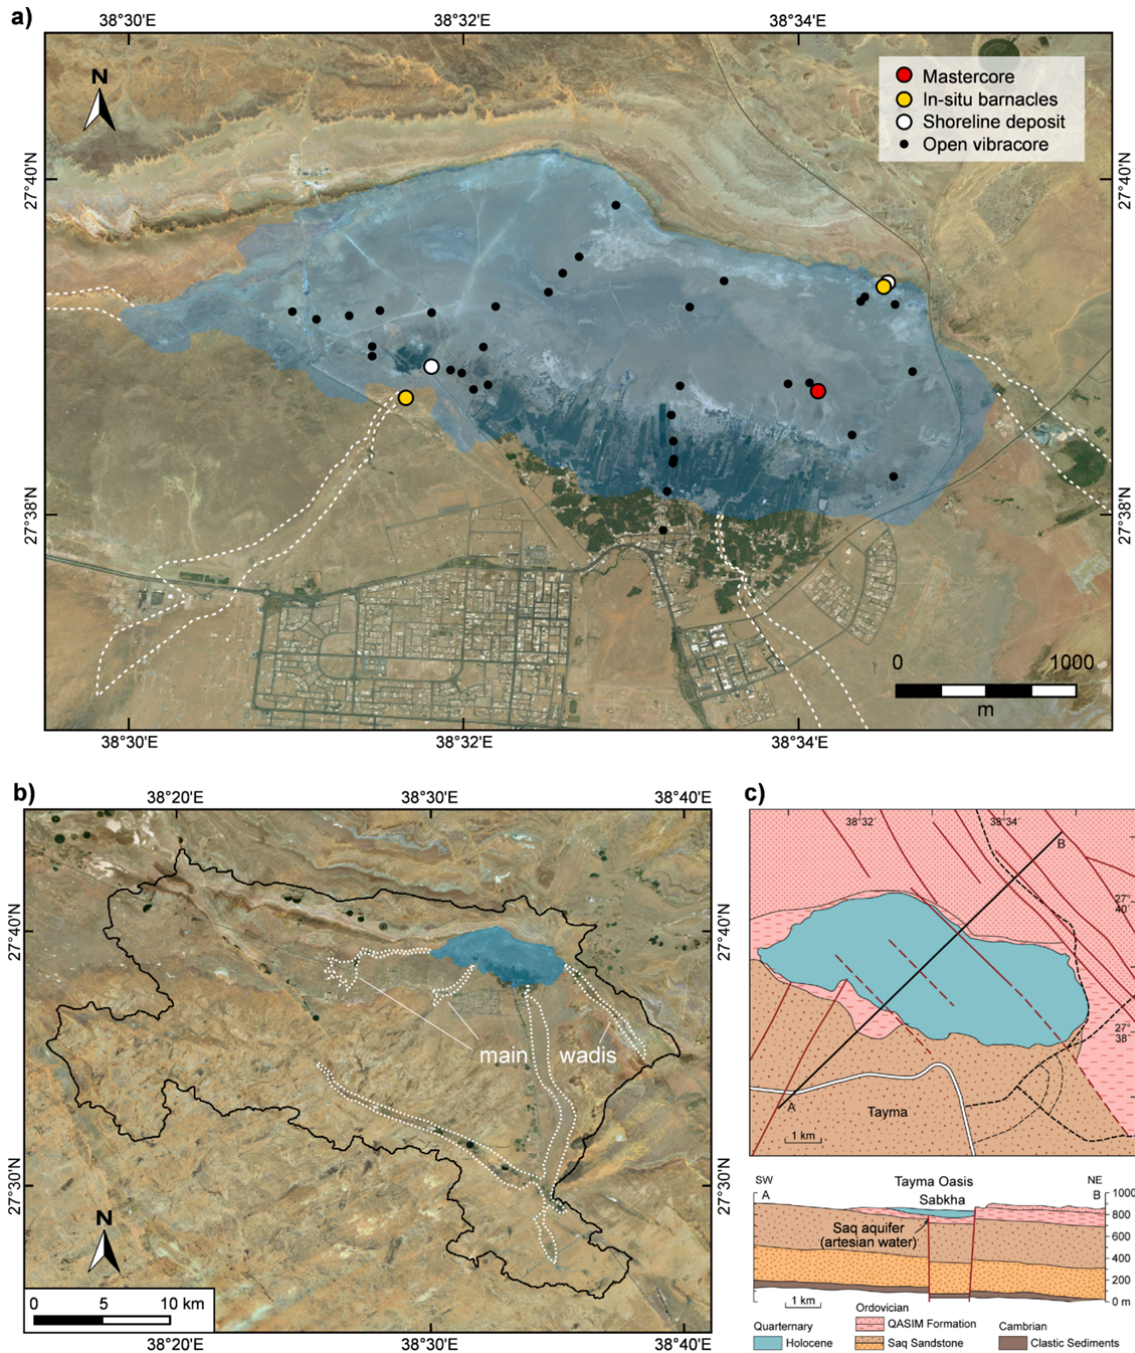 a)
38°30'E 38°32'E 38°34'E
N
Mastercore
In-situ barnacles
Shoreline deposit
Open vibracore
27°40'N 27°40'N
27°38'N 27°38'N
0 1000
m
38°30'E 38°32'E 38°34'E
b)
38°20'E 38°30'E 38°40'E
27°40'N 27°40'N
main wadis
27°30'N 27°30'N
N
0 5 10 km
38°20'E 38°30'E 38°40'E
c)
38°32' 38°34'
B
27°
40'
27°
38'
A
Tayma
1 km
SW Tayma Oasis NE
A Sabkha B
1000
800
600
400
200
0 m
Saq aquifer
(artesian water)
1 km
Quaternary
Holocene
Ordovician
QASIM Formation
Saq Sandstone
Cambrian
Clastic Sediments